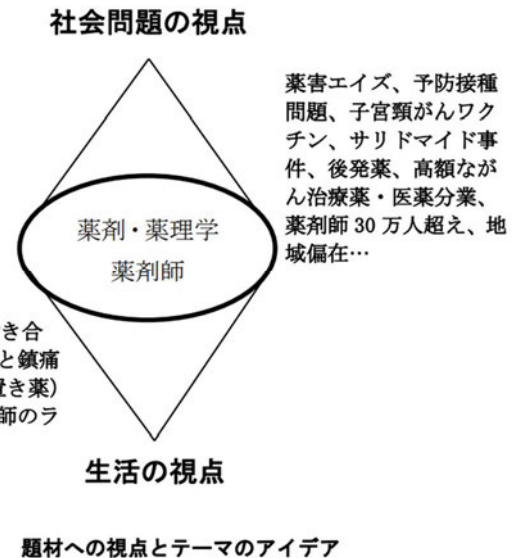 社会問題の視点
薬害エイズ、予防接種
問題、子宮頸がんワク
チン、サリドマイド事
件、後発薬、高額なが
ん治療薬・医薬分業、
薬剤師 30 万人超え、地
域偏在…
薬剤・薬理学
薬剤師
き合
と鎮痛
置き薬)
師のラ
生活の視点
題材への視点とテーマのアイデア